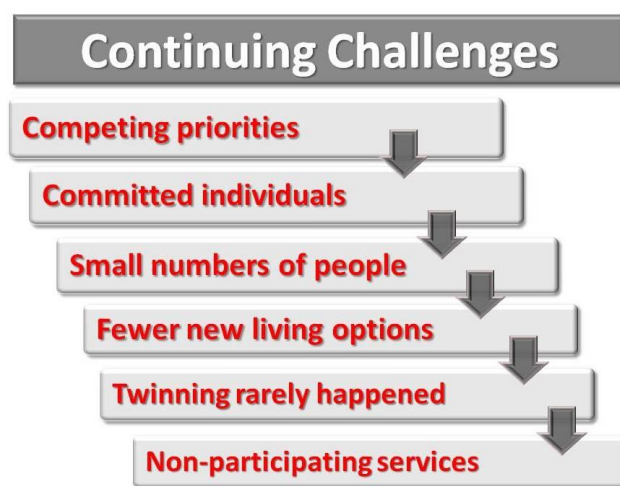 Continuing Challenges
Competing priorities
Committed individuals
Small numbers of people
Fewer new living options
Twinning rarely happened
Non-participating services